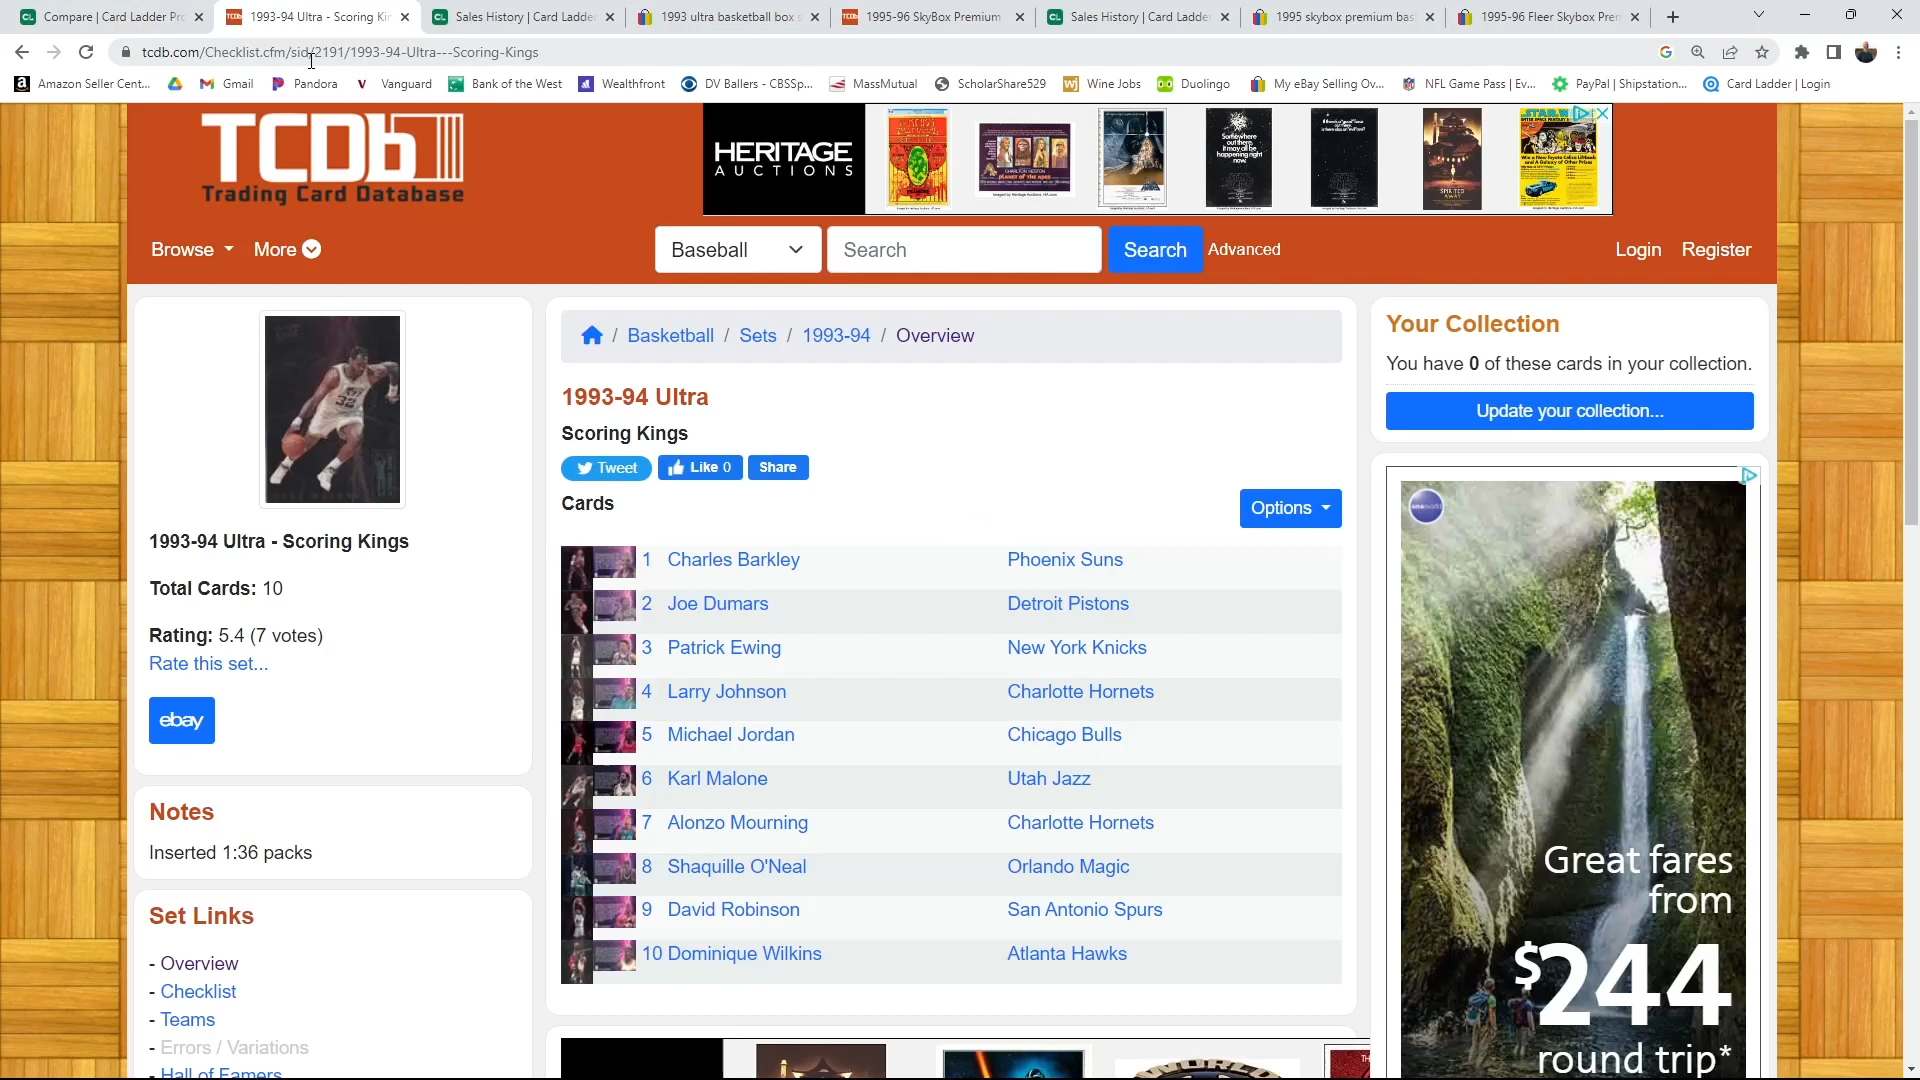 Compare | Card Ladder Pro
1993-94 Ultra - Scoring Ki
Sales History | Card Ladder
1993 ultra basketball box s
1995-96 SkyBox Premium
Sales History | Card Ladder
1995 skybox premium bas
1995-96 Fleer Skybox Prem
tcdb.com/Checklist.cfm/sid/2191/1993-94-Ultra---Scoring-Kings
Amazon Seller Cent...
Gmail
Pandora
Vanguard
Bank of the West
Wealthfront
DV Ballers - CBSSp...
MassMutual
ScholarShare529
Wine Jobs
Duolingo
My eBay Selling Ov...
NFL Game Pass | Ev...
PayPal | Shipstation...
Card Ladder | Login
TCDb
Trading Card Database
HERITAGE
AUCTIONS
Browse
More
Baseball
Search
Search
Advanced
Login
Register
1993-94 Ultra - Scoring Kings
Total Cards: 10
Rating: 5.4 (7 votes)
Rate this set...
ebay
Notes
Inserted 1:36 packs
Set Links
- Overview
- Checklist
- Teams
- Errors / Variations
- Hall of Famers
/ Basketball / Sets / 1993-94 / Overview
1993-94 Ultra
Scoring Kings
Tweet
Like 0
Share
Cards
Options
1 Charles Barkley Phoenix Suns
2 Joe Dumars Detroit Pistons
3 Patrick Ewing New York Knicks
4 Larry Johnson Charlotte Hornets
5 Michael Jordan Chicago Bulls
6 Karl Malone Utah Jazz
7 Alonzo Mourning Charlotte Hornets
8 Shaquille O'Neal Orlando Magic
9 David Robinson San Antonio Spurs
10 Dominique Wilkins Atlanta Hawks
Your Collection
You have 0 of these cards in your collection.
Update your collection...
oneworld
Great fares
from
$244
round trip*